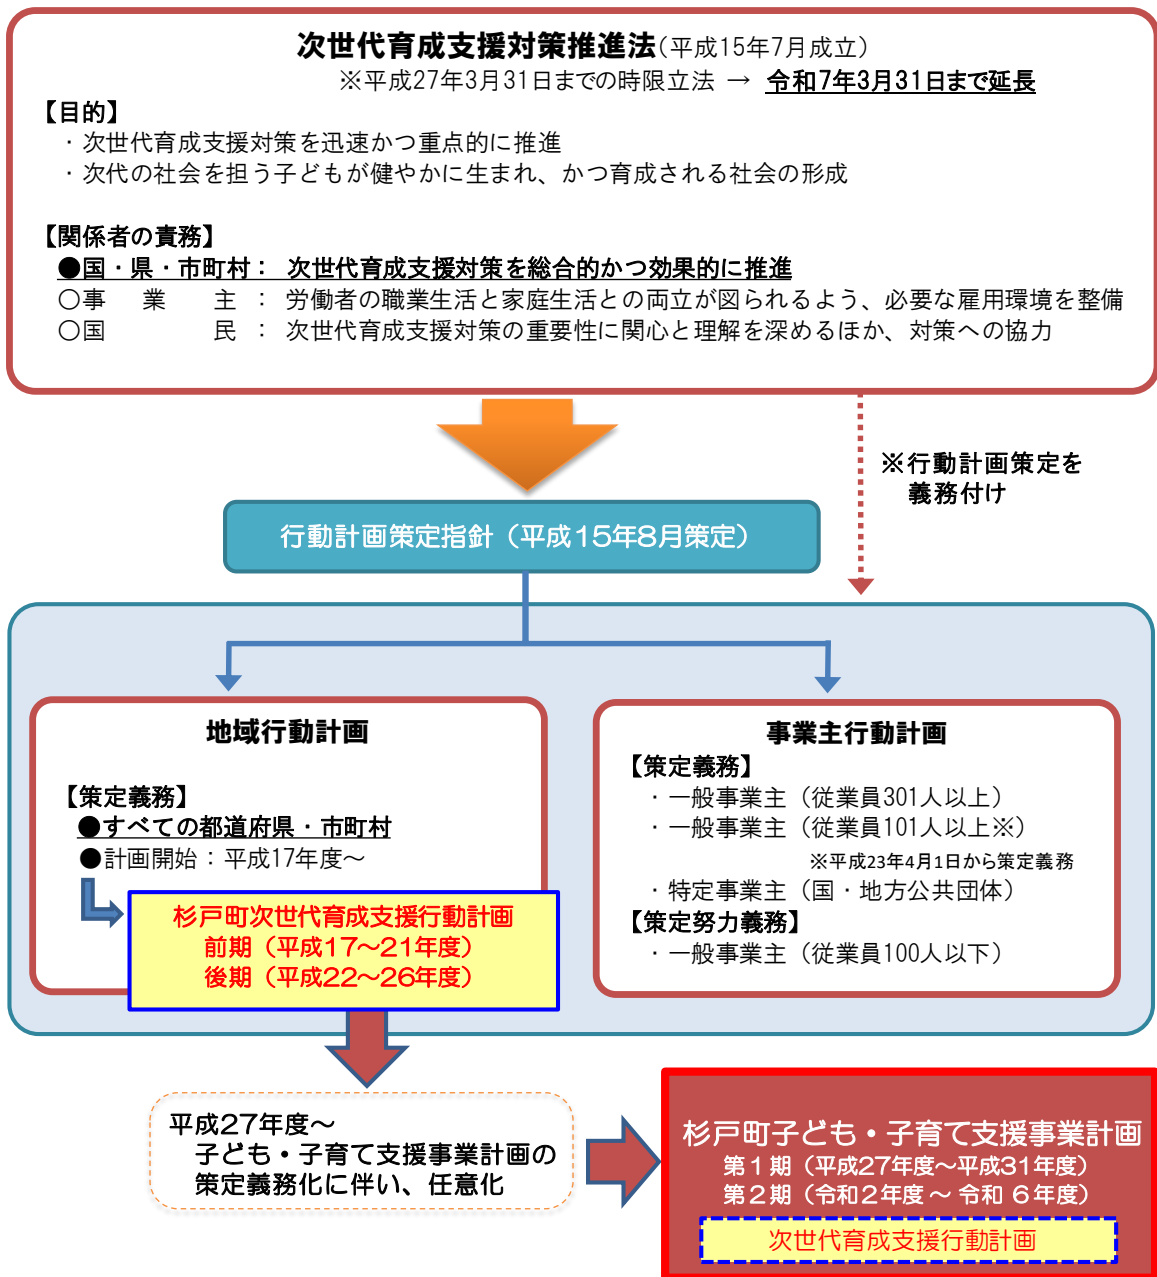 次世代育成支援対策推進法（平成15年7月成立）
※平成27年3月31日までの時限立法 → 令和7年3月31日まで延長
【目的】
・次世代育成支援対策を迅速かつ重点的に推進
・次代の社会を担う子どもが健やかに生まれ、かつ育成される社会の形成
【関係者の責務】
●国・県・市町村： 次世代育成支援対策を総合的かつ効果的に推進
○事　業　主 ： 労働者の職業生活と家庭生活との両立が図られるよう、必要な雇用環境を整備
○国　　　民 ： 次世代育成支援対策の重要性に関心と理解を深めるほか、対策への協力
※行動計画策定を
義務付け
行動計画策定指針（平成15年8月策定）
地域行動計画
【策定義務】
●すべての都道府県・市町村
●計画開始：平成17年度～
杉戸町次世代育成支援行動計画
前期（平成17～21年度）
後期（平成22～26年度）
事業主行動計画
【策定義務】
・一般事業主（従業員301人以上）
・一般事業主（従業員101人以上※）
※平成23年4月1日から策定義務
・特定事業主（国・地方公共団体）
【策定努力義務】
・一般事業主（従業員100人以下）
平成27年度～
子ども・子育て支援事業計画の
策定義務化に伴い、任意化
杉戸町子ども・子育て支援事業計画
第１期（平成27年度～平成31年度）
第２期（令和２年度 ～ 令和 ６年度）
次世代育成支援行動計画